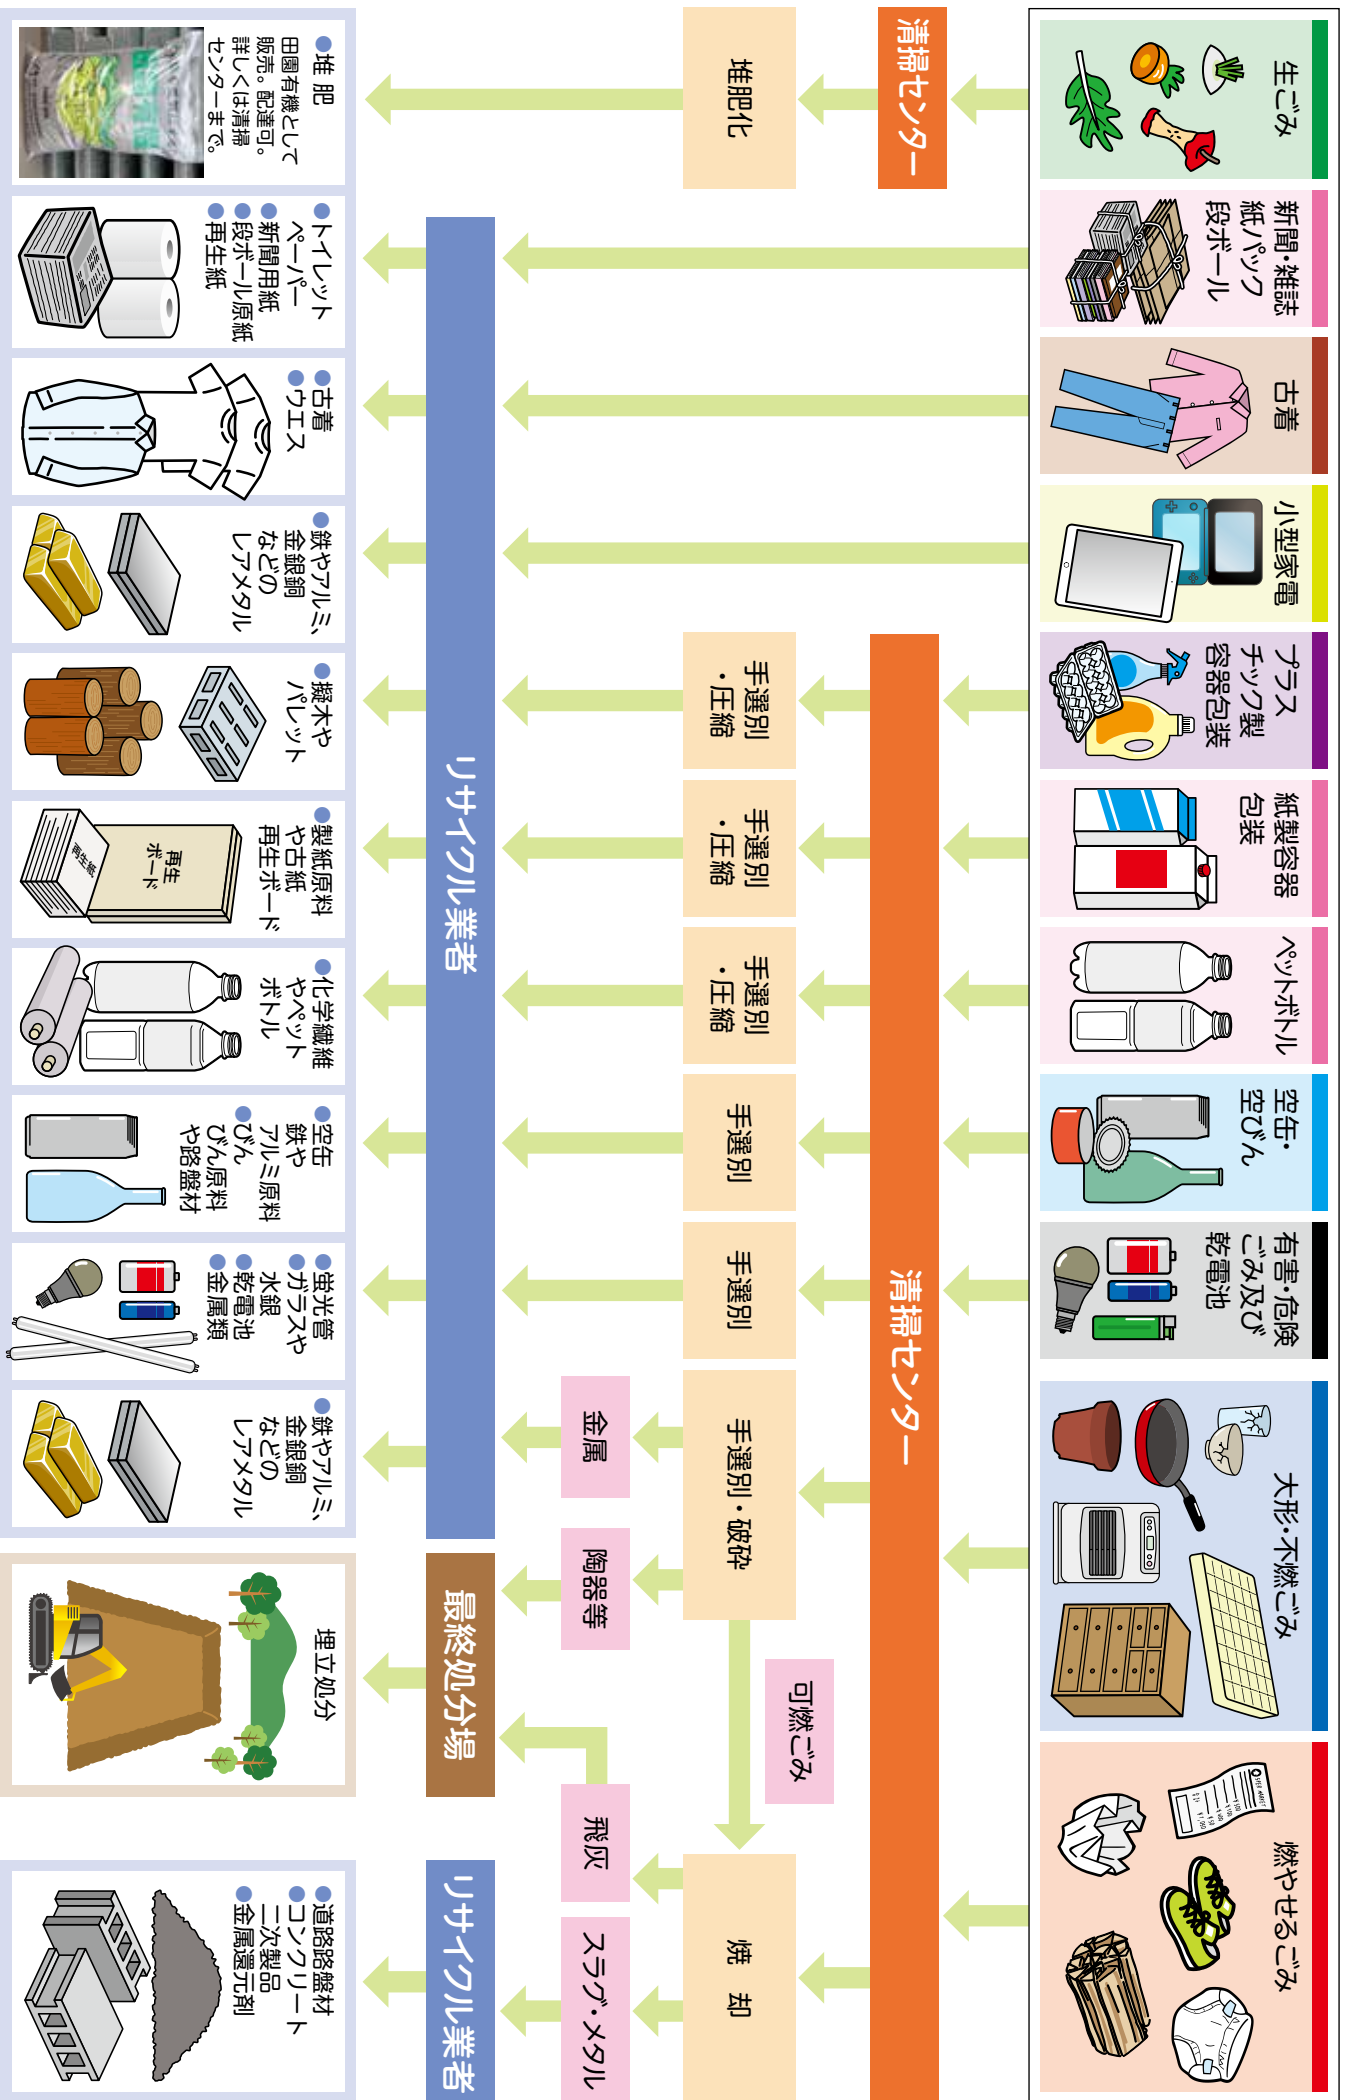 生ごみ
新聞・雑誌
紙パック
段ボール
古着
小型家電
プラス
チック製
容器包装
紙製容器
包装
ペットボトル
空缶・
空びん
有害・危険
ごみ及び
乾電池
大形・不燃ごみ
燃やせるごみ
清掃センター
清掃センター
堆肥化
手選別
・圧縮
手選別
・圧縮
手選別
・圧縮
手選別
手選別
手選別・破砕
可燃ごみ
焼 却
金属
陶器等
飛灰
スラグ・メタル
リサイクル業者
最終処分場
リサイクル業者
●堆 肥
田園有機として
販売。配達可。
詳しくは清掃
センターまで。
●トイレット
ペーパー
●新聞用紙
●段ボール原紙
●再生紙
●古着
●ウエス
●鉄やアルミ、
金銀銅
などの
レアメタル
●擬木や
パレット
●製紙原料
や古紙
再生ボード
再生
ボード
再生紙
●化学繊維
やペット
ボトル
●空缶
鉄や
アルミ原料
●びん
びん原料
や路盤材
●蛍光管
●ガラスや
水銀
●乾電池
●金属類
●鉄やアルミ、
金銀銅
などの
レアメタル
埋立処分
●道路路盤材
●コンクリート
二次製品
●金属還元剤